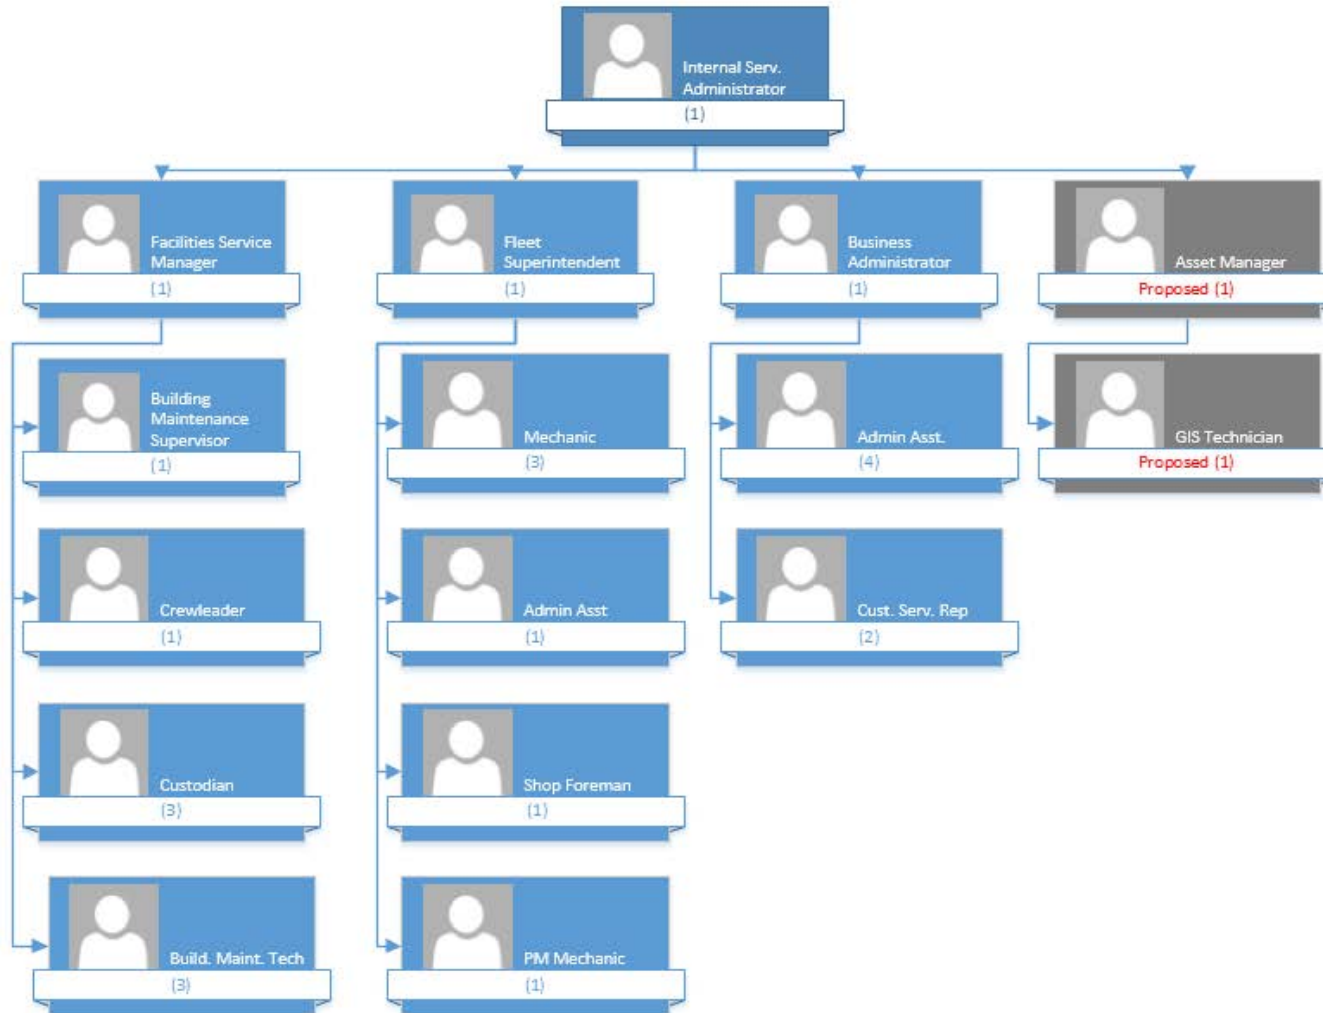 Internal Serv.
Administrator
(1)
Facilities Service
Manager
(1)
Fleet
Superintendent
(1)
Business
Administrator
(1)
Asset Manager
Proposed (1)
Building
Maintenance
Supervisor
(1)
Mechanic
(3)
Admin Asst.
(4)
GIS Technician
Proposed (1)
Crewleader
(1)
Admin Asst
(1)
Cust. Serv. Rep
(2)
Custodian
(3)
Shop Foreman
(1)
Build. Maint. Tech
(3)
PM Mechanic
(1)